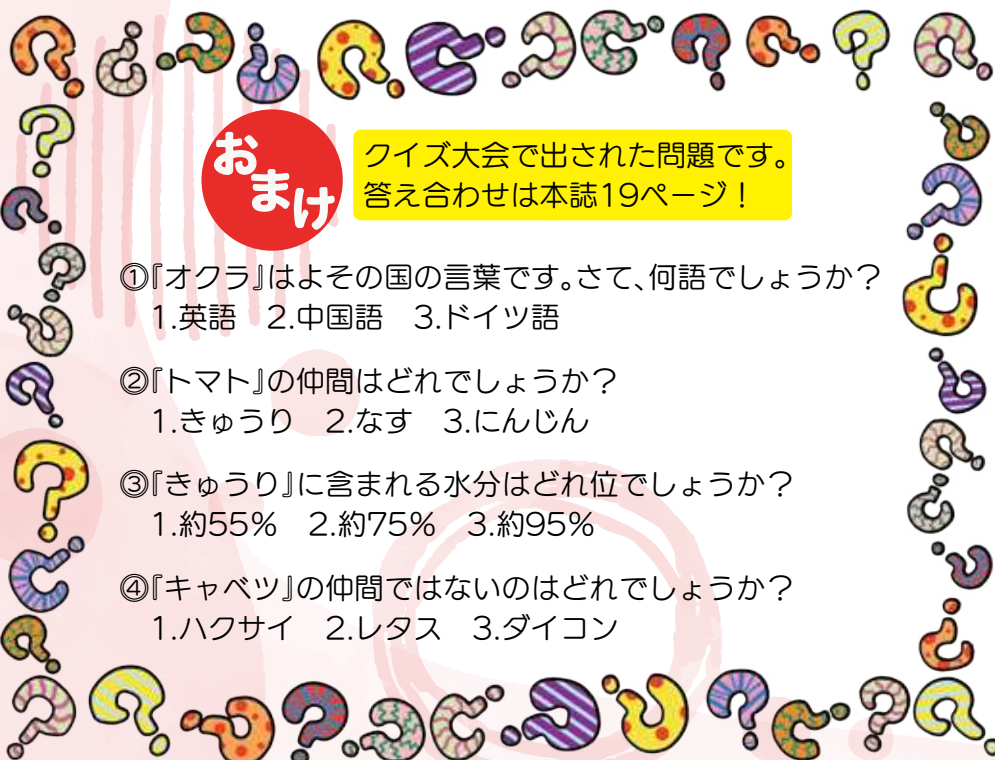 おまけ
クイズ大会で出された問題です。
答え合わせは本誌19ページ！
①『オクラ』はよその国の言葉です。さて、何語でしょうか？
1.英語　2.中国語　3.ドイツ語
②『トマト』の仲間はどれでしょうか？
1.きゅうり　2.なす　3.にんじん
③『きゅうり』に含まれる水分はどれ位でしょうか？
1.約55%　2.約75%　3.約95%
④『キャベツ』の仲間ではないのはどれでしょうか？
1.ハクサイ　2.レタス　3.ダイコン